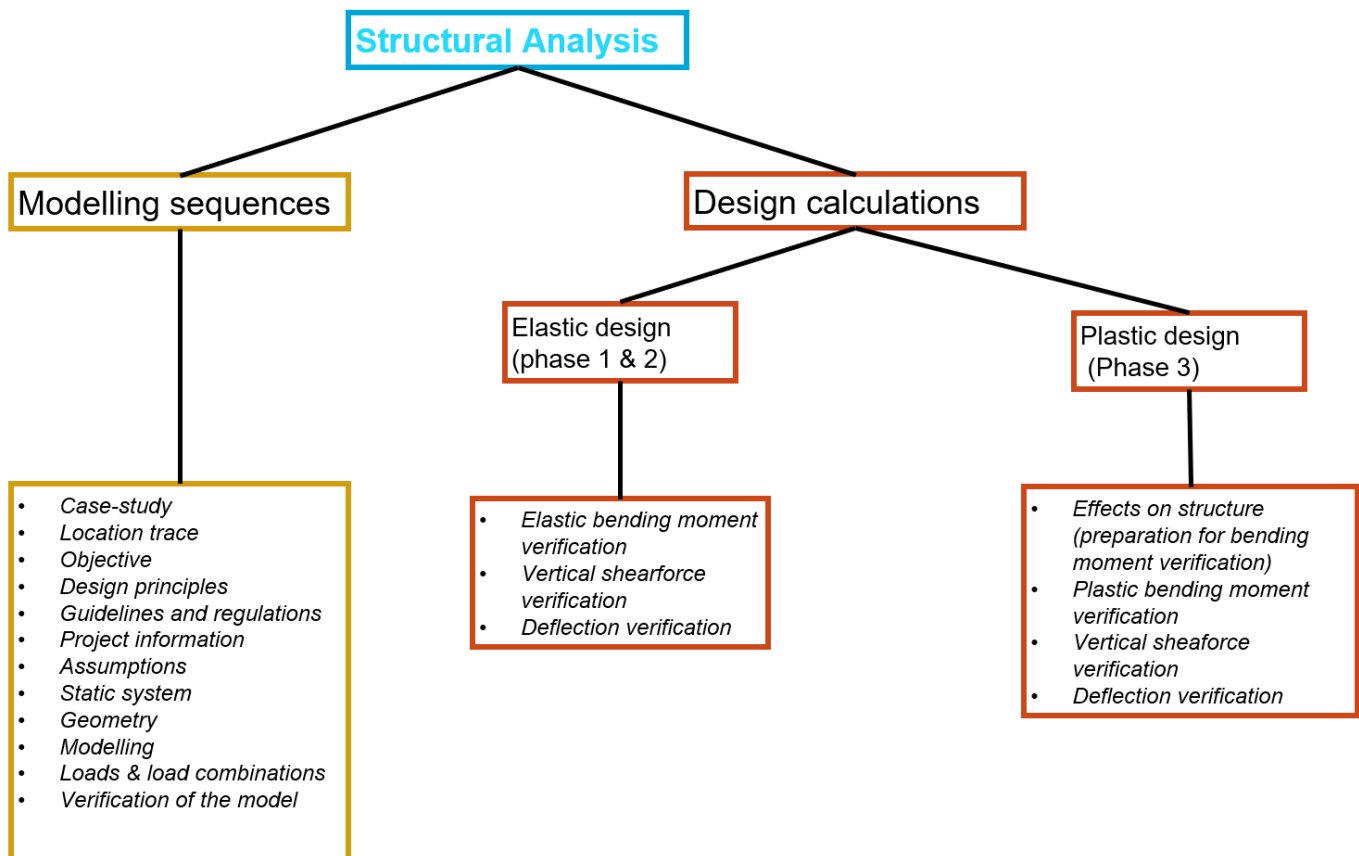 Structural Analysis
Modelling sequences
Design calculations
Elastic design
(phase 1 & 2)
Plastic design
(Phase 3)
• Case-study
• Location trace
• Objective
• Design principles
• Guidelines and regulations
• Project information
• Assumptions
• Static system
• Geometry
• Modelling
• Loads & load combinations
• Verification of the model
• Elastic bending moment
verification
• Vertical shearforce
verification
• Deflection verification
• Effects on structure
(preparation for bending
moment verification)
• Plastic bending moment
verification
• Vertical sheaforce
verification
• Deflection verification